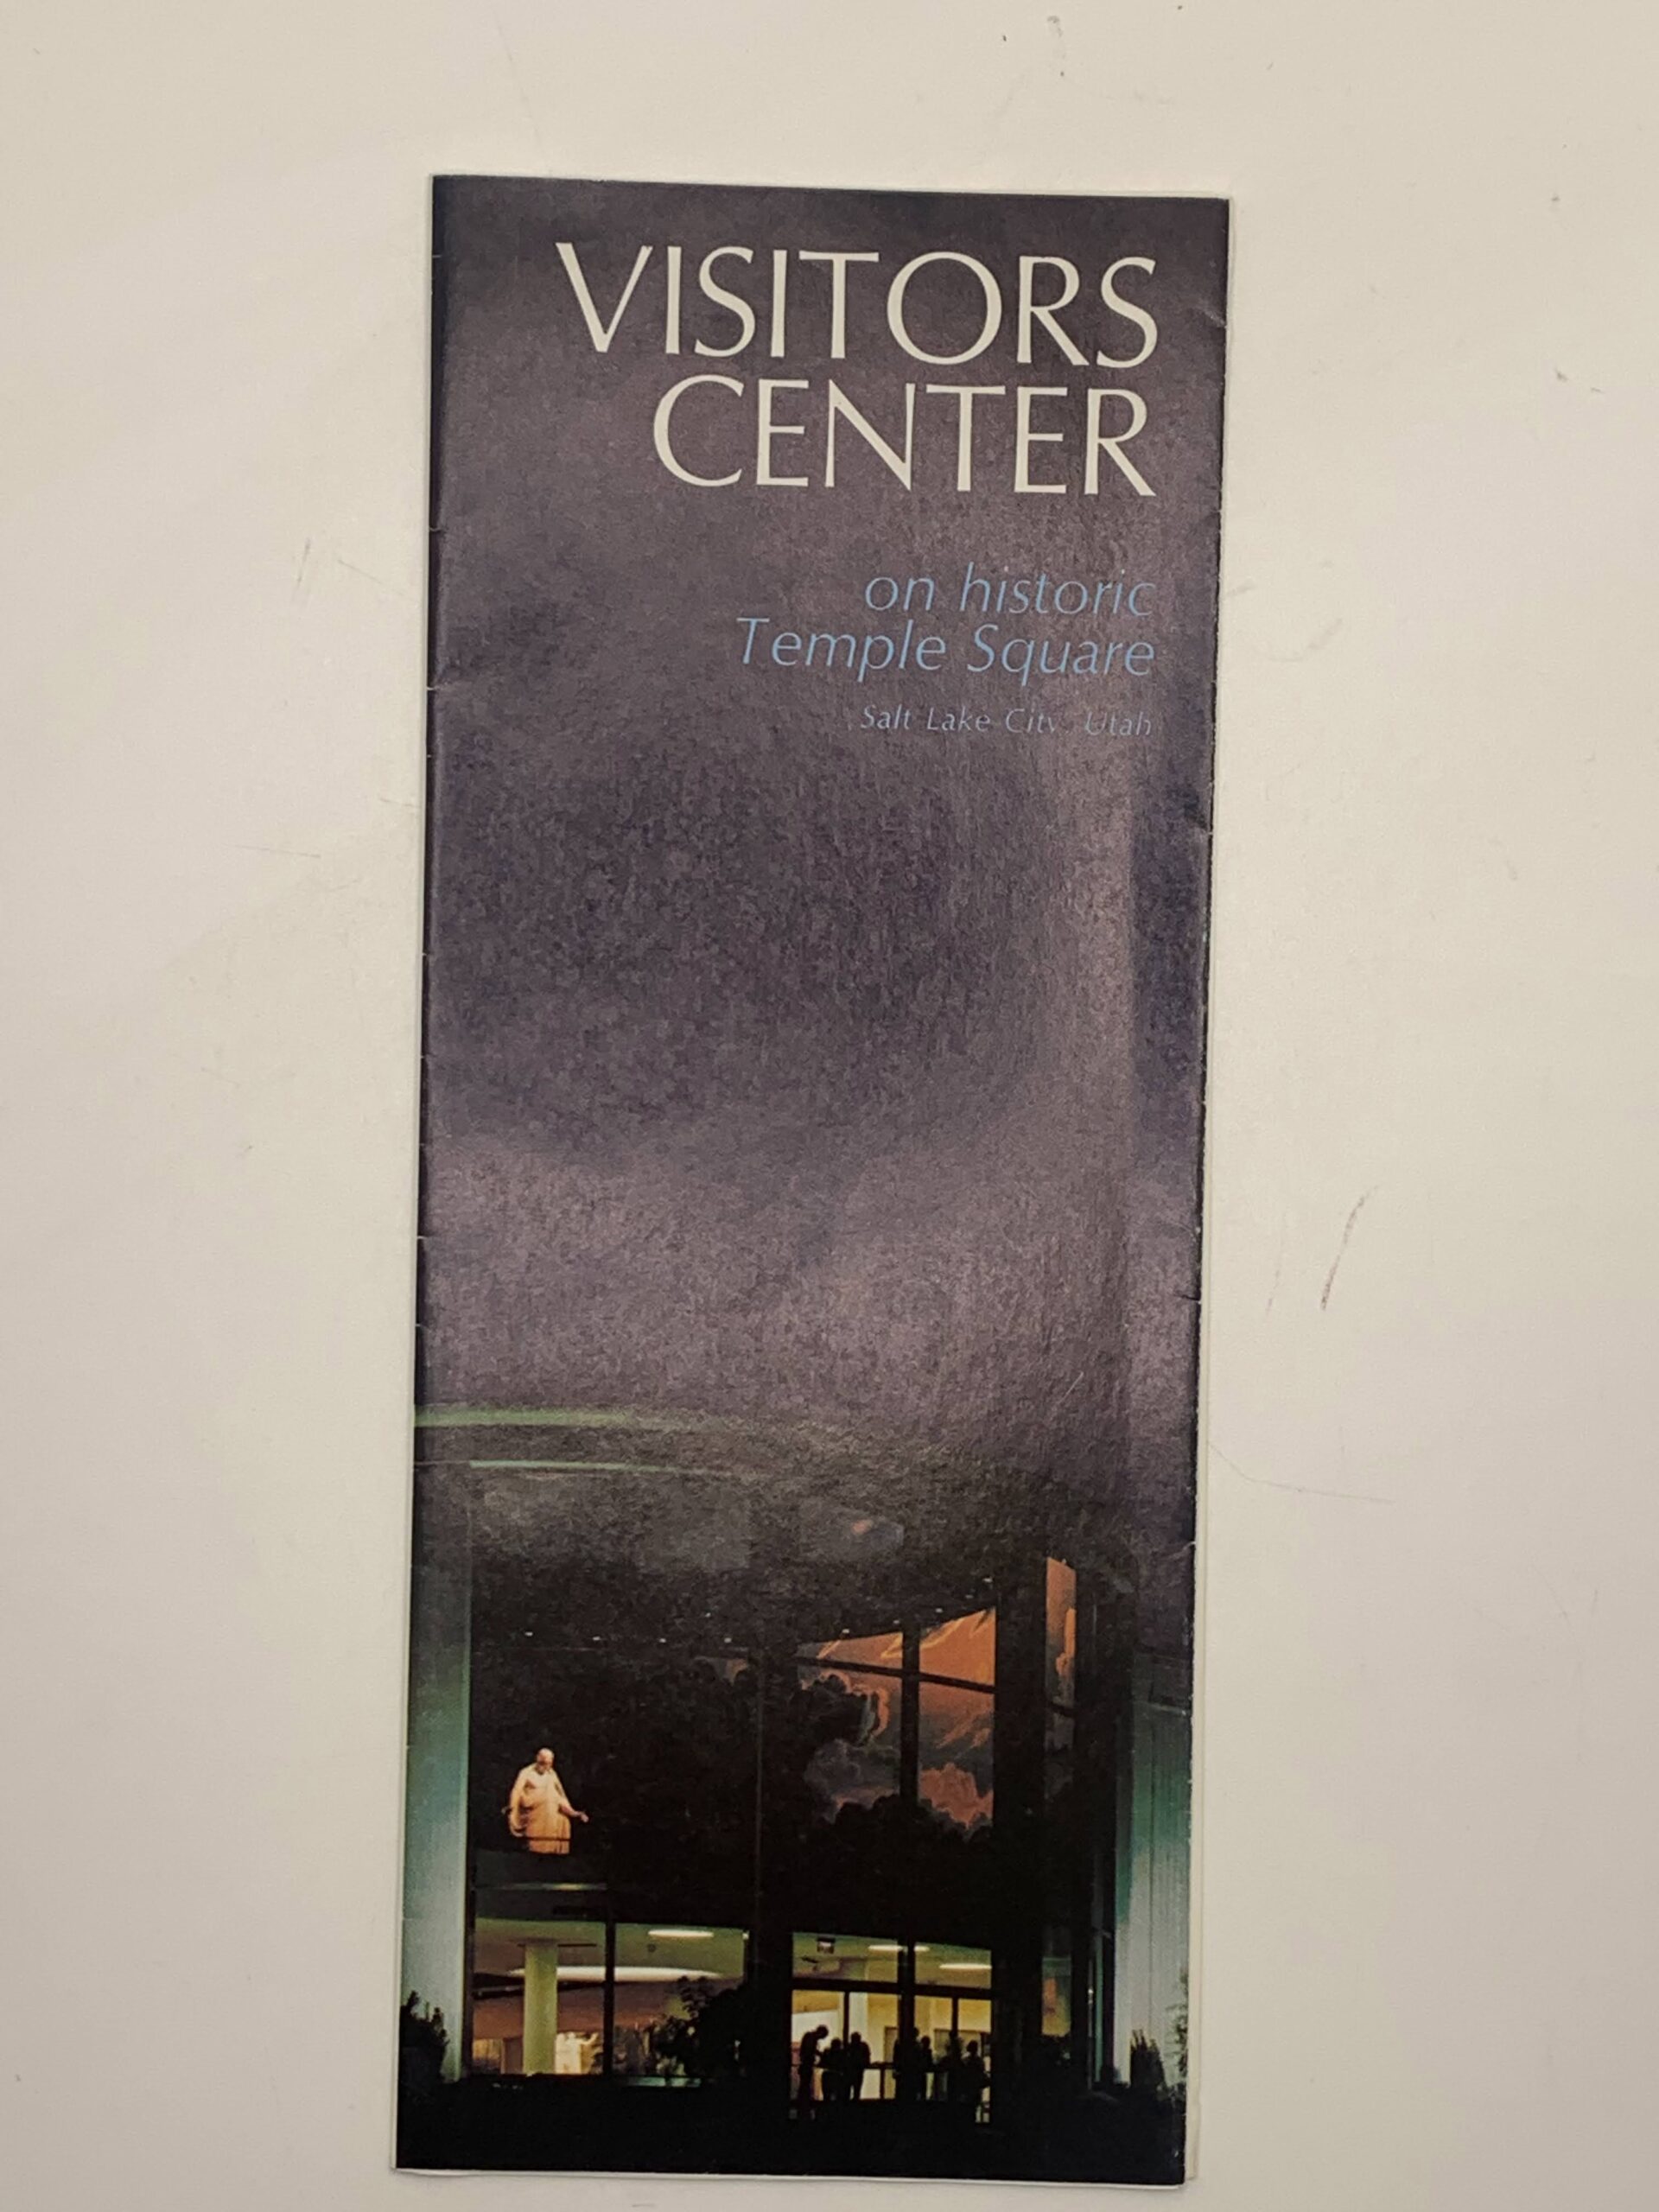 VISITORS
CENTER
on historic
Temple Square
Salt Lake City, Utah